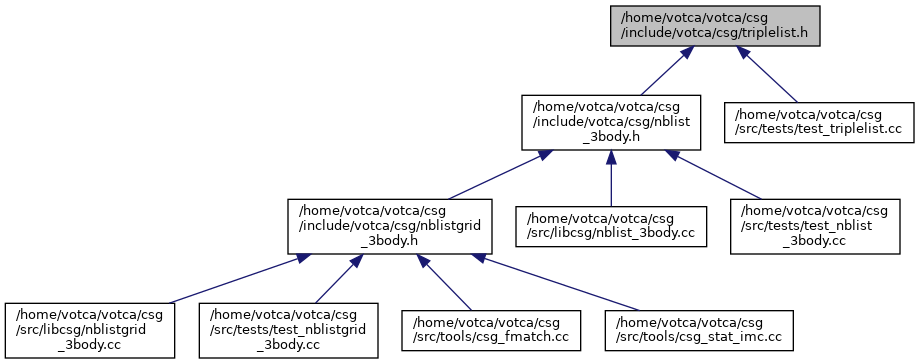 /home/votca/votca/csg
/include/votca/csg/triplelist.h
/home/votca/votca/csg
/include/votca/csg/nblist
_3body.h
/home/votca/votca/csg
/src/tests/test_triplelist.cc
/home/votca/votca/csg
/include/votca/csg/nblistgrid
_3body.h
/home/votca/votca/csg
/src/libcsg/nblist_3body.cc
/home/votca/votca/csg
/src/tests/test_nblist
_3body.cc
/home/votca/votca/csg
/src/libcsg/nblistgrid
_3body.cc
/home/votca/votca/csg
/src/tests/test_nblistgrid
_3body.cc
/home/votca/votca/csg
/src/tools/csg_fmatch.cc
/home/votca/votca/csg
/src/tools/csg_stat_imc.cc